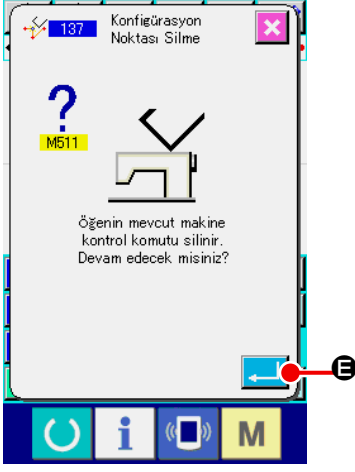 137
Konfigürasyon
Noktası Silme
?
M511
Öğenin mevcut makine
kontrol komutu silinir.
Devam edecek misiniz?
E
i
M